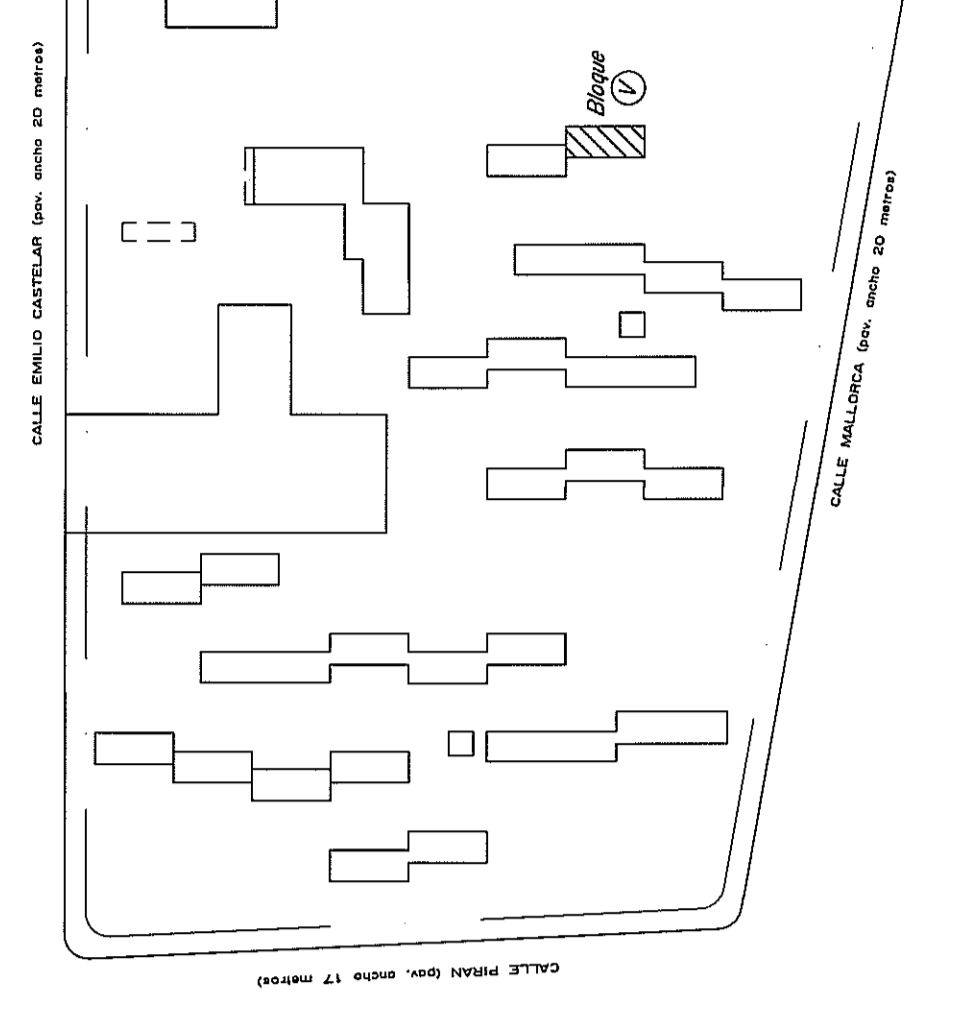 CALLE EMILIO CASTELAR (pav. ancho 20 metros)
Bloque
V
CALLE MALLORCA (pav. ancho 20 metros)
CALLE PIRAN (pav. ancho 17 metros)